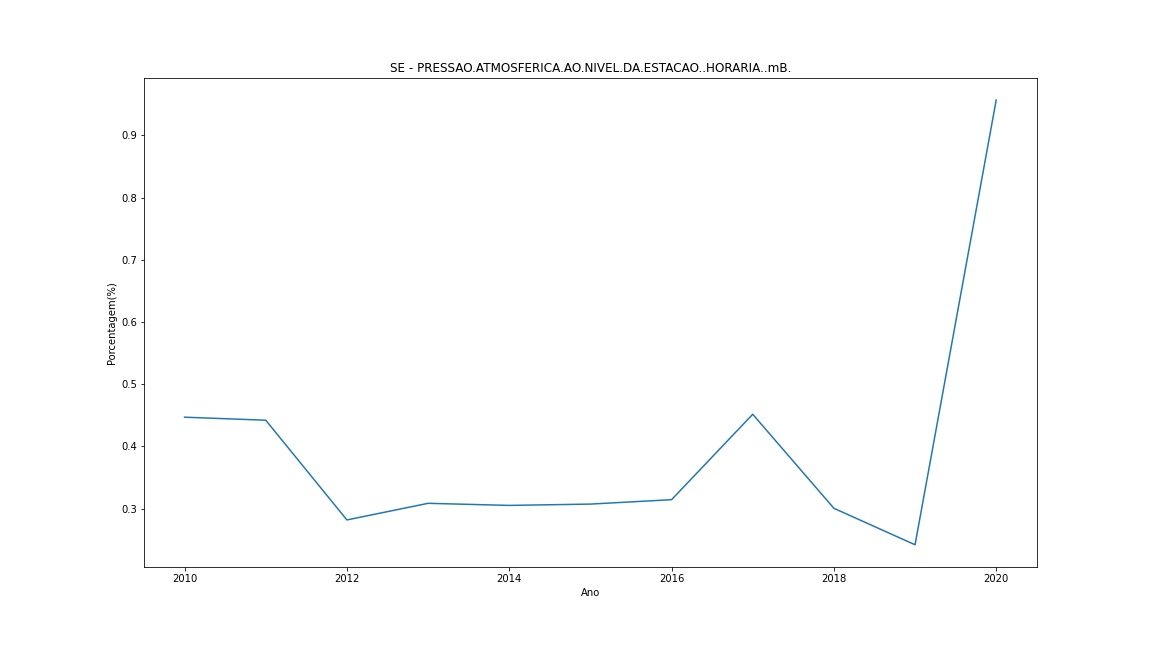 SE - PRESSAO.ATMOSFERICA.AO.NIVEL.DA.ESTACAO..HORARIA..mB.
Porcentagem(%)
0.9
0.8
0.7
0.6
0.5
0.4
0.3
2010 2012 2014 2016 2018 2020
Ano